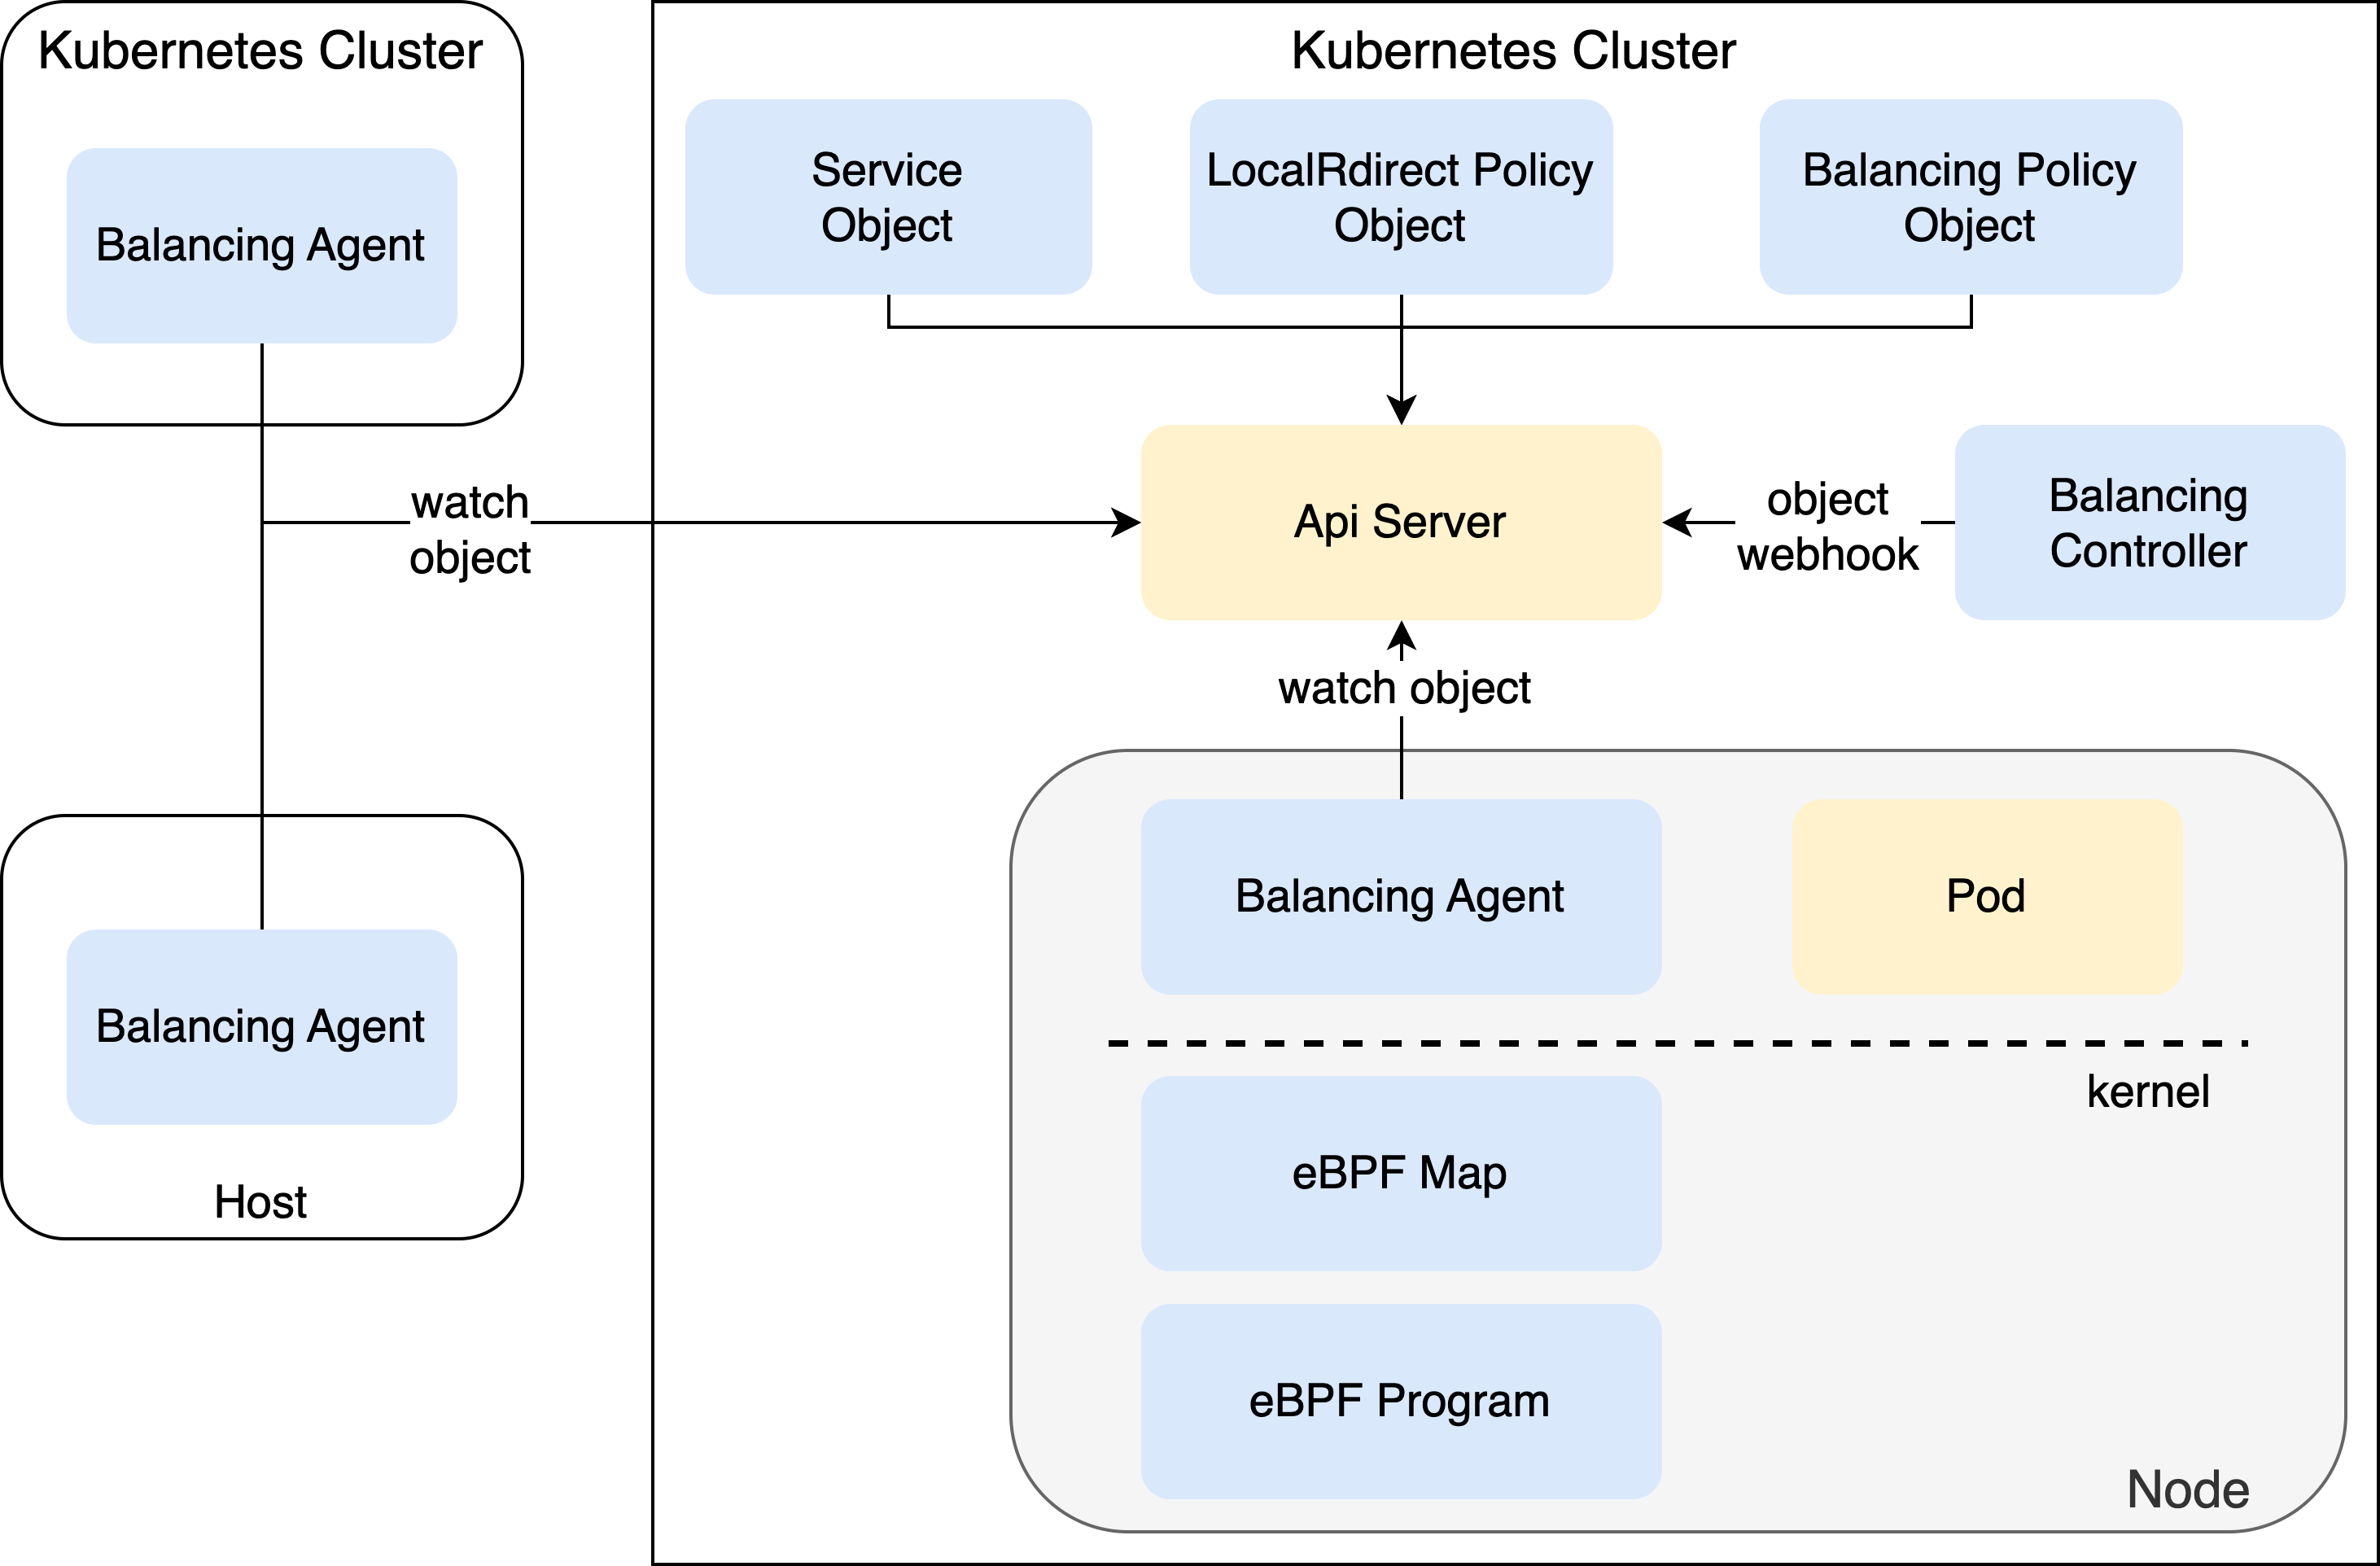 Kubernetes Cluster
Balancing Agent
watch
object
Balancing Agent
Host
Kubernetes Cluster
Service
Object
LocalRdirect Policy
Object
Balancing Policy
Object
Api Server
object
webhook
Balancing
Controller
watch object
Balancing Agent
Pod
kernel
eBPF Map
eBPF Program
Node